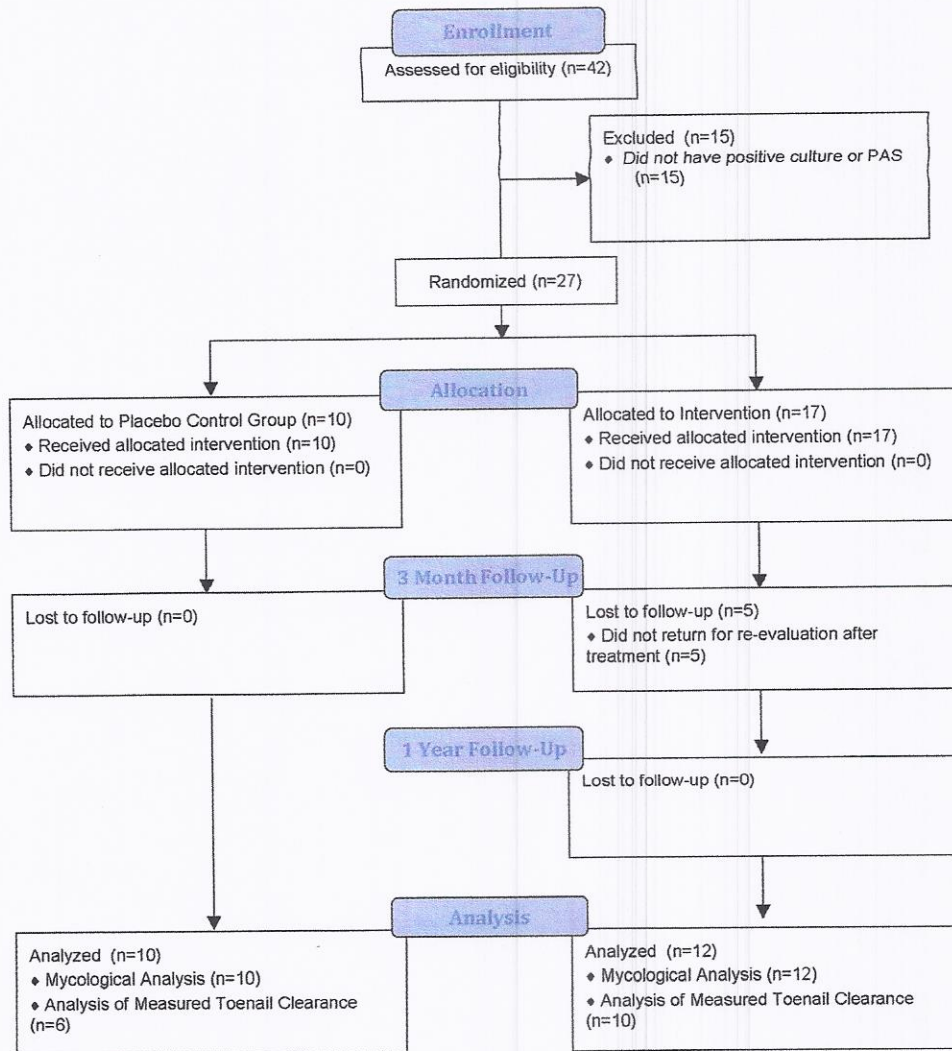 Enrollment
Assessed for eligibility (n=42)
Excluded (n=15)
♦ Did not have positive culture or PAS
(n=15)
Randomized (n=27)
Allocation
Allocated to Placebo Control Group (n=10)
♦ Received allocated intervention (n=10)
♦ Did not receive allocated intervention (n=0)
Allocated to Intervention (n=17)
♦ Received allocated intervention (n=17)
♦ Did not receive allocated intervention (n=0)
3 Month Follow-Up
Lost to follow-up (n=0)
Lost to follow-up (n=5)
♦ Did not return for re-evaluation after
treatment (n=5)
1 Year Follow-Up
Lost to follow-up (n=0)
Analysis
Analyzed (n=10)
♦ Mycological Analysis (n=10)
♦ Analysis of Measured Toenail Clearance
(n=6)
Analyzed (n=12)
♦ Mycological Analysis (n=12)
♦ Analysis of Measured Toenail Clearance
(n=10)